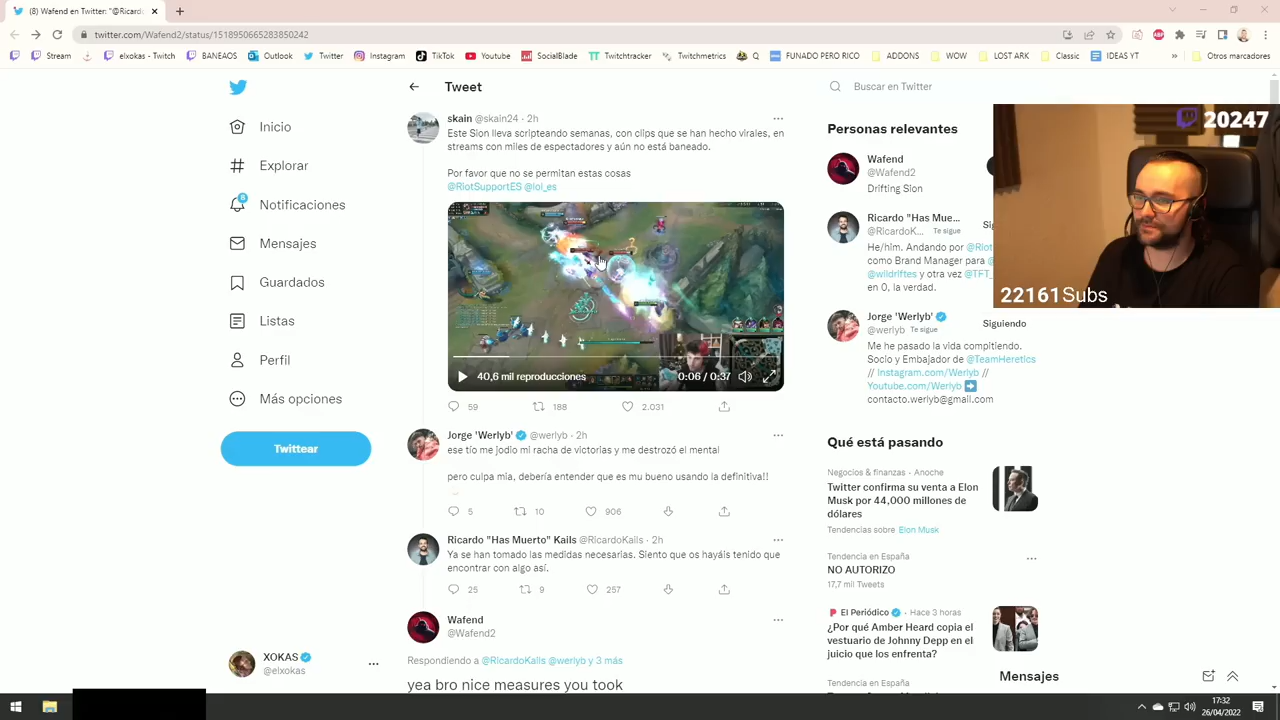 (8) Wafend en Twitter: "@Ricardo
twitter.com/Wafend2/status/1518950665283850242
Stream
elxokas - Twitch
BANEAOS
Outlook
Twitter
Instagram
TikTok
Youtube
SocialBlade
Twitchtracker
Twitchmetrics
Q
FUNADO PERO RICO
ADDONS
WOW
LOST ARK
Classic
IDEAS YT
»
Otros marcadores
Inicio
Explorar
8
Notificaciones
Mensajes
Guardados
Listas
Perfil
Más opciones
Twittear
XOKAS
@elxokas
Tweet
skain @skain24 · 2h
Este Sion lleva scripteando semanas, con clips que se han hecho virales, en
streams con miles de espectadores y aún no está baneado.
Por favor que no se permitan estas cosas
@RiotSupportES @lol_es
40,6 mil reproducciones
0:06 / 0:37
59
188
2.031
Jorge 'Werlyb' @werlyb · 2h
ese tío me jodio mi racha de victorias y me destrozó el mental
pero culpa mia, debería entender que es mu bueno usando la definitiva!!
5
10
906
Ricardo "Has Muerto" Kails @RicardoKails · 2h
Ya se han tomado las medidas necesarias. Siento que os hayáis tenido que
encontrar con algo así.
25
9
257
Wafend
@Wafend2
Respondiendo a @RicardoKails @werlyb y 3 más
yea bro nice measures you took
Buscar en Twitter
Personas relevantes
Wafend
@Wafend2
Drifting Sion
Ricardo "Has Mue...
@RicardoK... Te sigue
Sig
He/him. Andando por @Riot
como Brand Manager para @
@wildriftes y otra vez @TFT_
en 0, la verdad.
Jorge 'Werlyb'
@werlyb Te sigue
Siguiendo
Me he pasado la vida compitiendo.
Socio y Embajador de @TeamHeretics
// Instagram.com/Werlyb //
Youtube.com/Werlyb
contacto.werlyb@gmail.com
20247
22161Subs
Qué está pasando
Negocios & finanzas · Anoche
Twitter confirma su venta a Elon
Musk por 44,000 millones de
dólares
Tendencias sobre Elon Musk
Tendencia en España
NO AUTORIZO
17,7 mil Tweets
El Periódico · Hace 3 horas
¿Por qué Amber Heard copia el
vestuario de Johnny Depp en el
juicio que los enfrenta?
Tendencia en España
Mensajes
17:32
26/04/2022